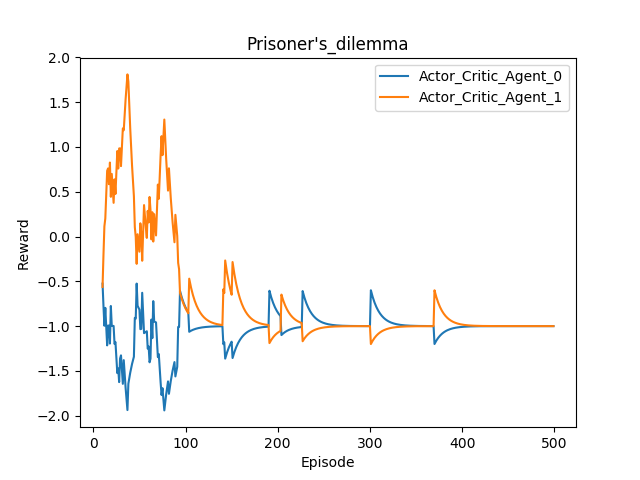 Prisoner's_dilemma
Actor_Critic_Agent_0
Actor_Critic_Agent_1
Reward
2.0
1.5
1.0
0.5
0.0
−0.5
−1.0
−1.5
−2.0
0 100 200 300 400 500
Episode